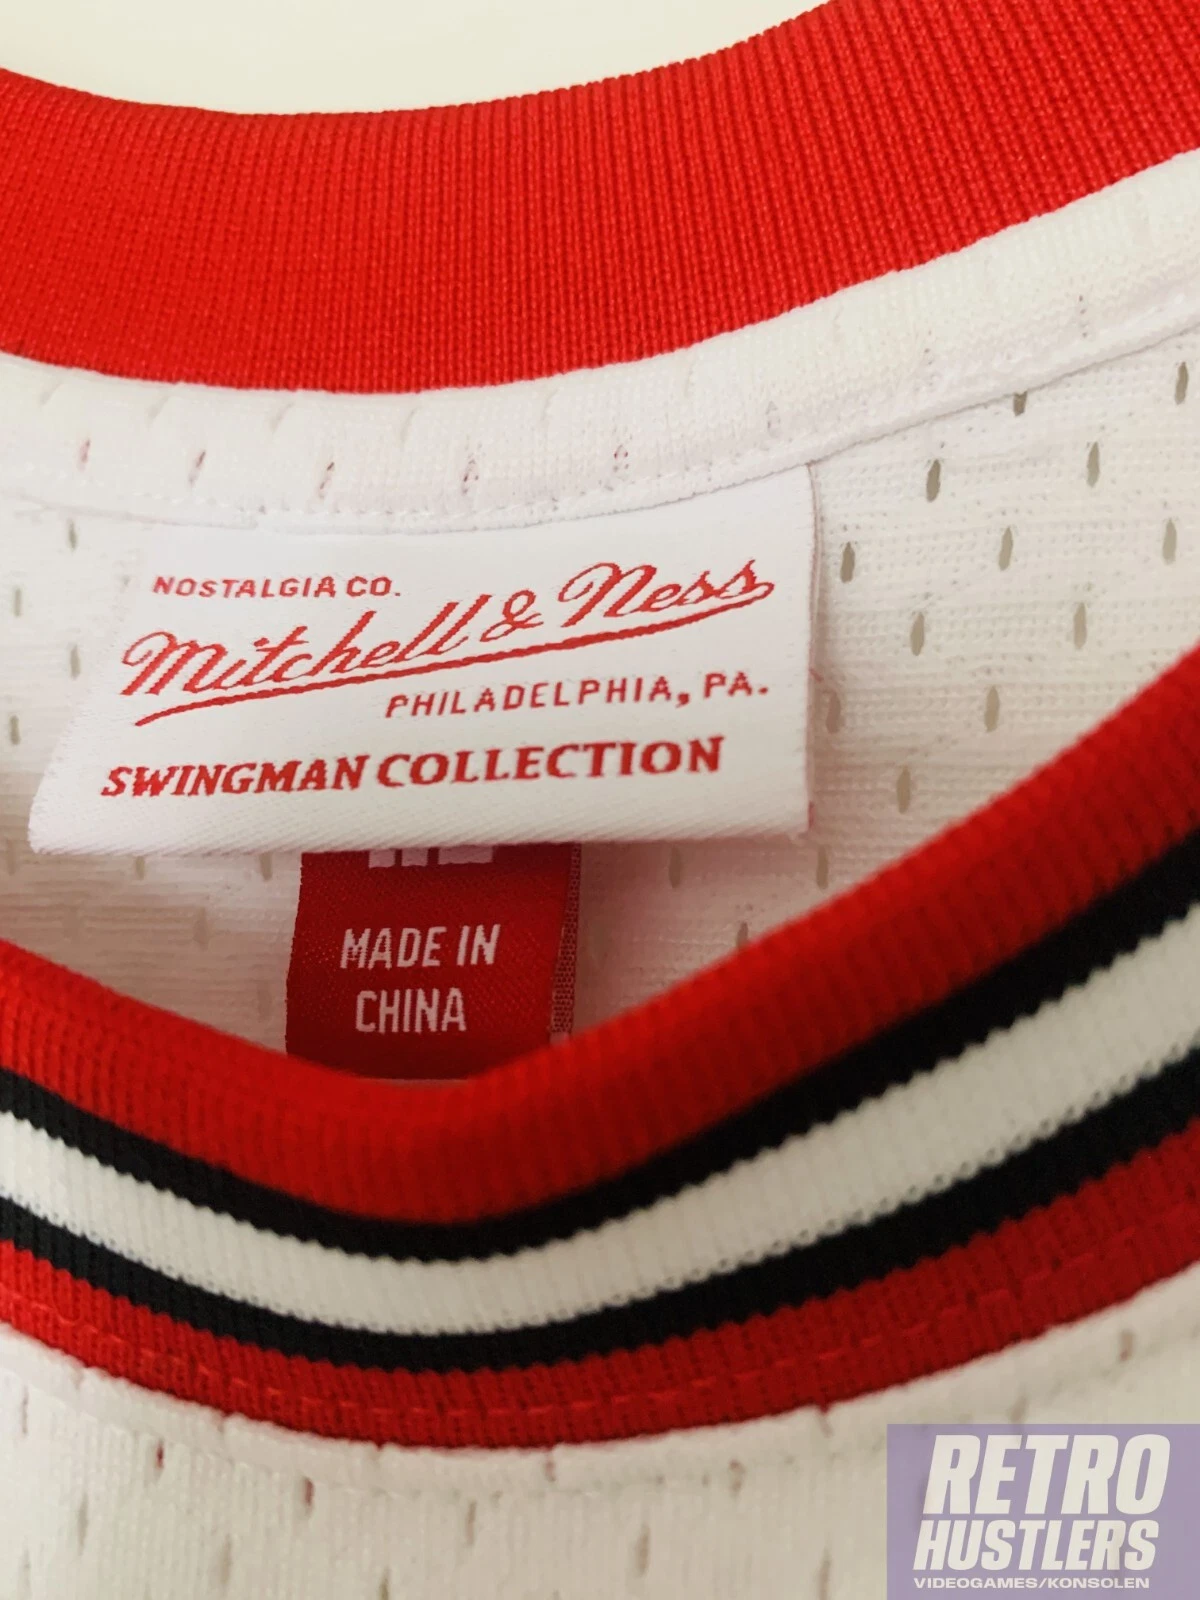 NOSTALGIA CO.
Mitchell & Ness
PHILADELPHIA, PA.
SWINGMAN COLLECTION
MADE IN
CHINA
RETRO
HUSTLERS
VIDEOGAMES/KONSOLEN